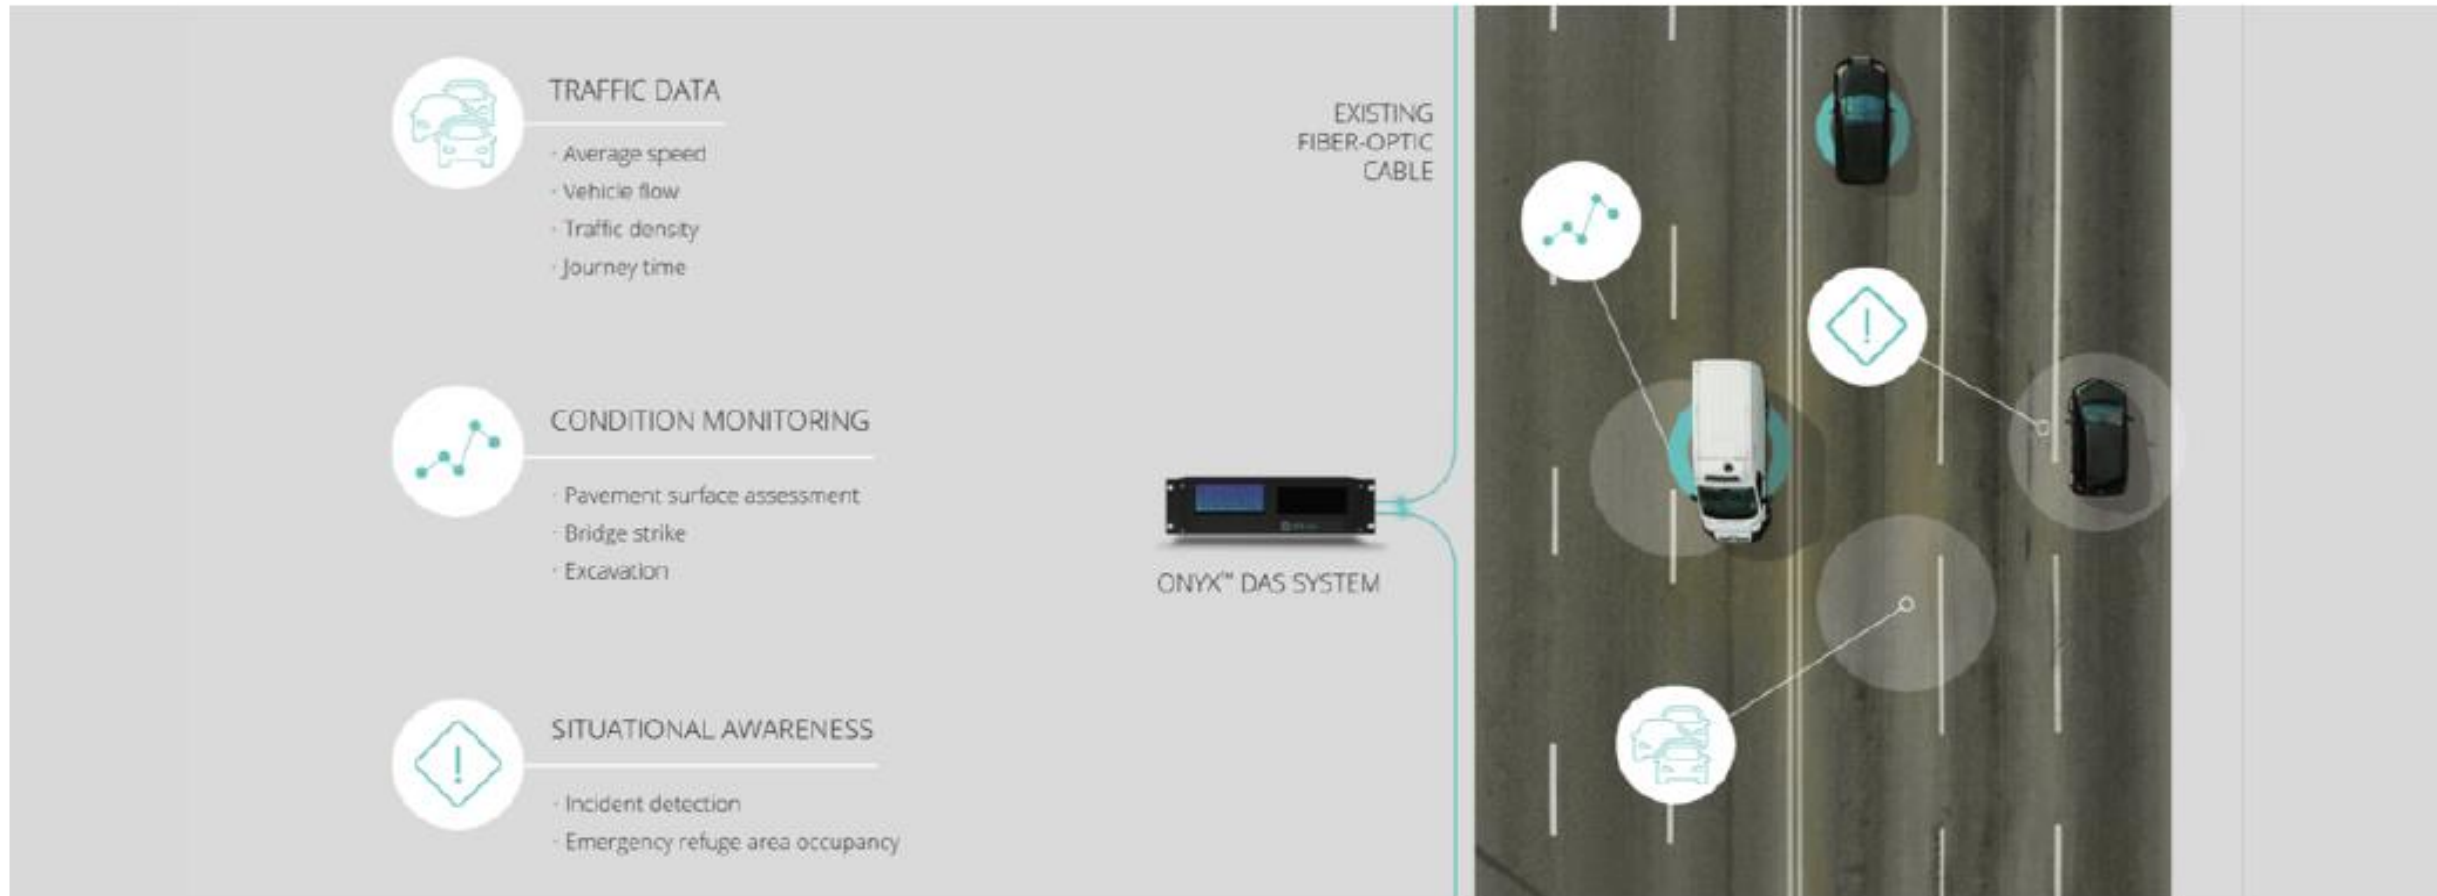 TRAFFIC DATA
· Average speed
· Vehicle flow
· Traffic density
· Journey time
CONDITION MONITORING
· Pavement surface assessment
· Bridge strike
· Excavation
SITUATIONAL AWARENESS
· Incident detection
· Emergency refuge area occupancy
EXISTING
FIBER-OPTIC
CABLE
ONYX™ DAS SYSTEM